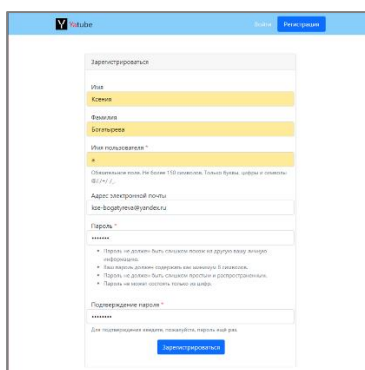 Yatube
Войти Регистрация
Зарегистрироваться
Имя
Ксения
Фамилия
Богатырева
Имя пользователя *
Обязательное поле. Не более 150 символов. Только буквы, цифры и символы
@/./+/-/_.
Адрес электронной почты
kse-bogatyreva@yandex.ru
Пароль *
•••••••
Пароль не должен быть слишком похож на другую вашу личную
информацию.
Ваш пароль должен содержать как минимум 8 символов.
Пароль не должен быть слишком простым и распространенным.
Пароль не может состоять только из цифр.
Подтверждение пароля *
••••••••
Для подтверждения введите, пожалуйста, пароль ещё раз.
Зарегистрироваться